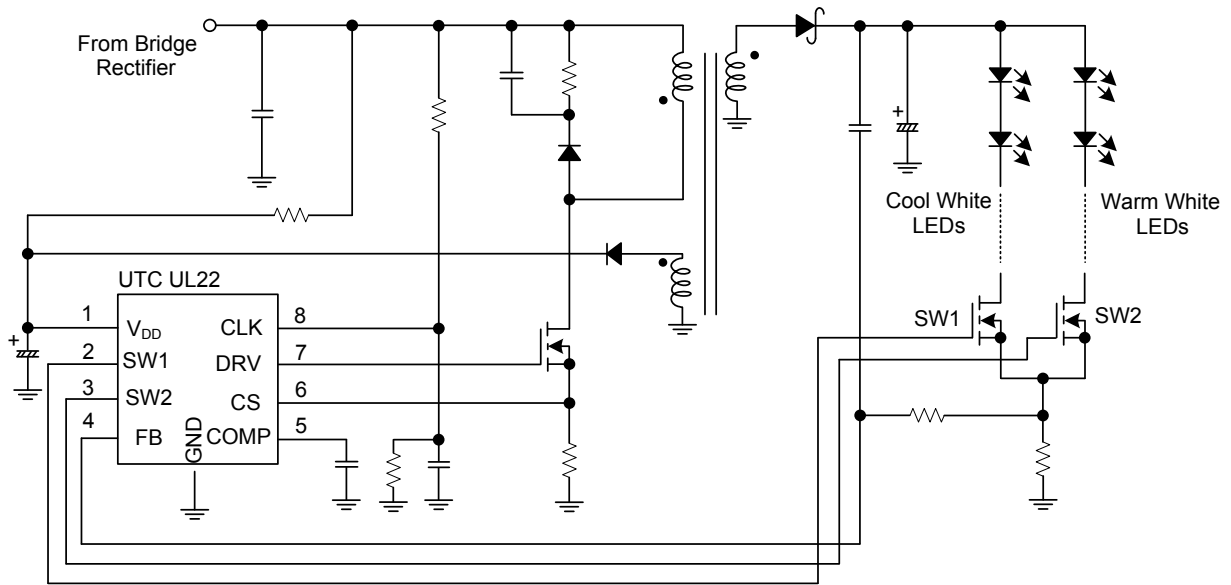 From Bridge
Rectifier
Cool White
LEDs
Warm White
LEDs
UTC UL22
1
2
3
4
VDD
SW1
SW2
FB
GND
CLK
DRV
CS
COMP
8
7
6
5
+
+
SW1
SW2